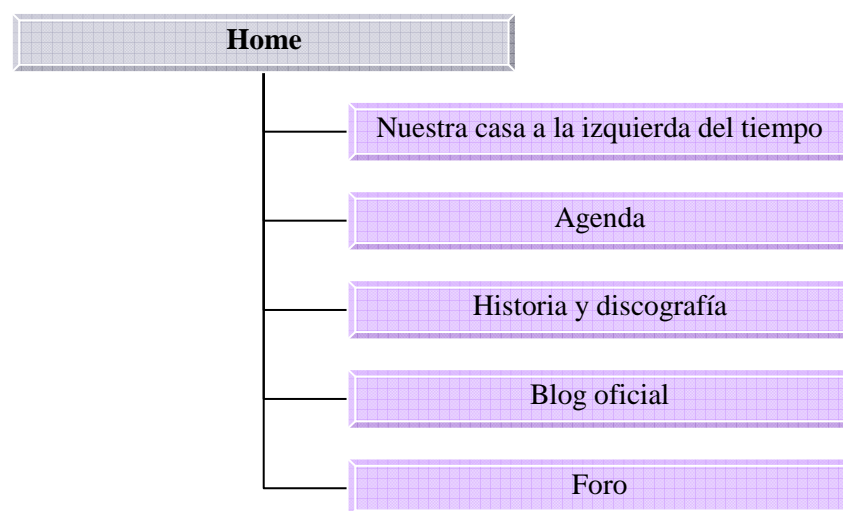 Home
Nuestra casa a la izquierda del tiempo
Agenda
Historia y discografía
Blog oficial
Foro